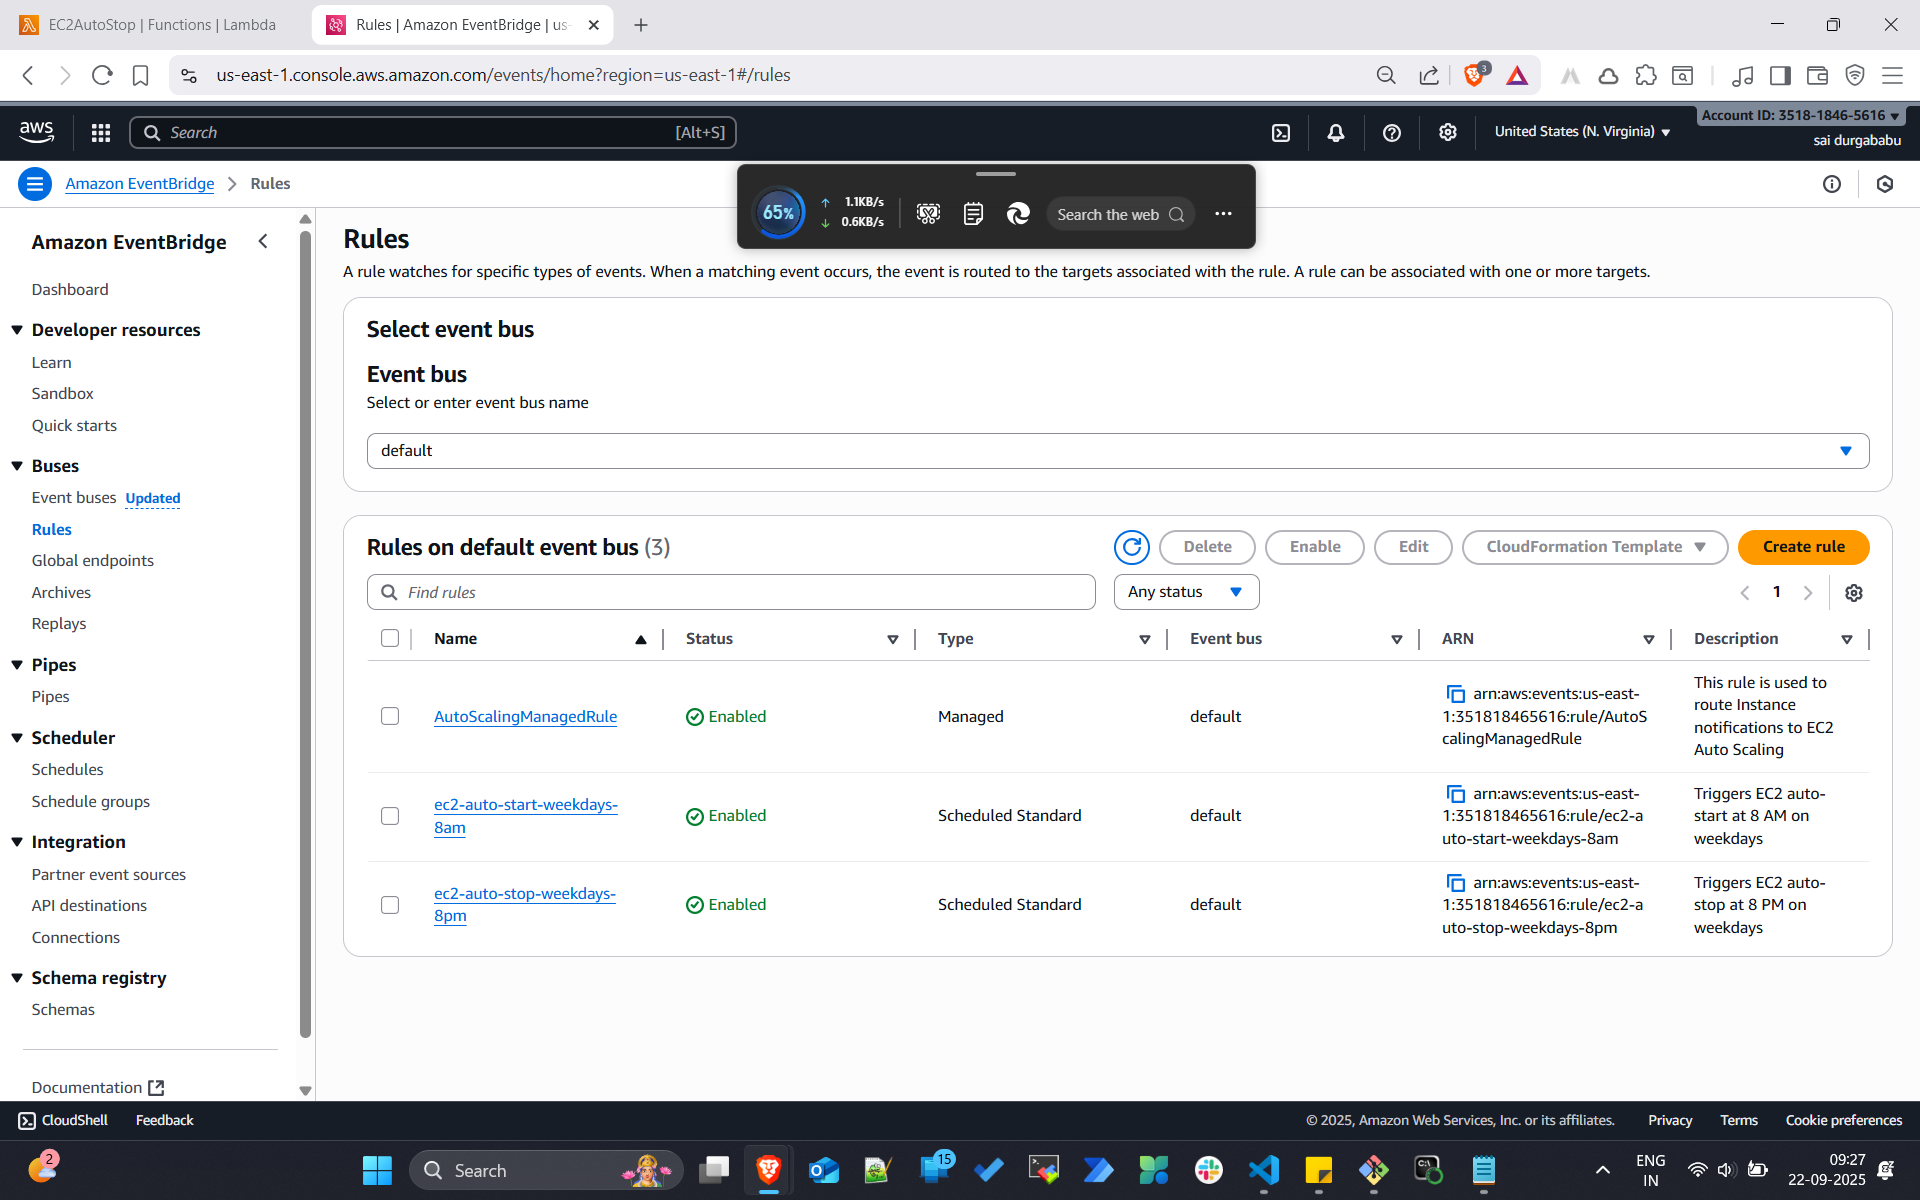 EC2AutoStop | Functions | Lambda
Rules | Amazon EventBridge | us-
us-east-1.console.aws.amazon.com/events/home?region=us-east-1#/rules
3
aws
Search
[Alt+S]
United States (N. Virginia)
Account ID: 3518-1846-5616
sai durgababu
Amazon EventBridge
Rules
65%
1.1KB/s
0.6KB/s
Search the web
Amazon EventBridge
Dashboard
Developer resources
Learn
Sandbox
Quick starts
Buses
Event buses Updated
Rules
Global endpoints
Archives
Replays
Pipes
Pipes
Scheduler
Schedules
Schedule groups
Integration
Partner event sources
API destinations
Connections
Schema registry
Schemas
Documentation
Rules
A rule watches for specific types of events. When a matching event occurs, the event is routed to the targets associated with the rule. A rule can be associated with one or more targets.
Select event bus
Event bus
Select or enter event bus name
default
Rules on default event bus (3)
Delete
Enable
Edit
CloudFormation Template
Create rule
Find rules
Any status
1
Name
Status
Type
Event bus
ARN
Description
AutoScalingManagedRule
Enabled
Managed
default
arn:aws:events:us-east-
1:351818465616:rule/AutoS
calingManagedRule
This rule is used to
route Instance
notifications to EC2
Auto Scaling
ec2-auto-start-weekdays-
8am
Enabled
Scheduled Standard
default
arn:aws:events:us-east-
1:351818465616:rule/ec2-a
uto-start-weekdays-8am
Triggers EC2 auto-
start at 8 AM on
weekdays
ec2-auto-stop-weekdays-
8pm
Enabled
Scheduled Standard
default
arn:aws:events:us-east-
1:351818465616:rule/ec2-a
uto-stop-weekdays-8pm
Triggers EC2 auto-
stop at 8 PM on
weekdays
CloudShell
Feedback
© 2025, Amazon Web Services, Inc. or its affiliates.
Privacy
Terms
Cookie preferences
2
Search
15
ENG
IN
09:27
22-09-2025